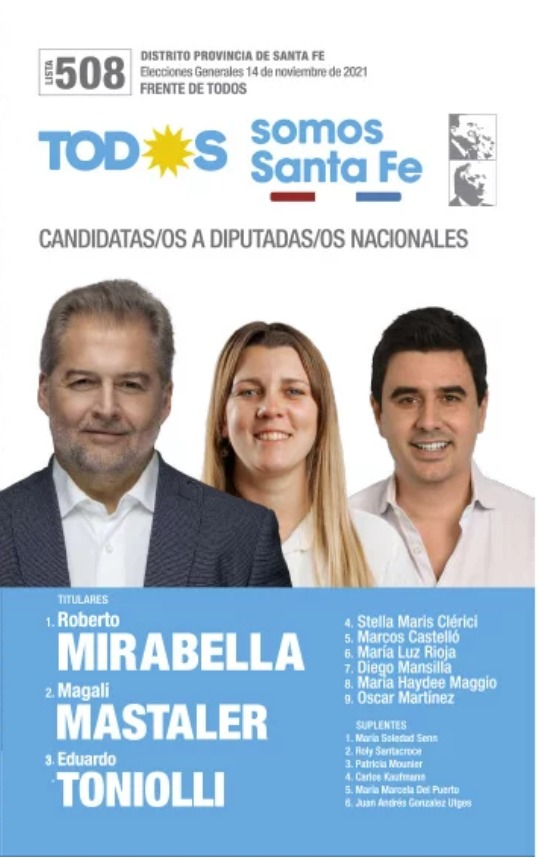 LISTA 508
DISTRITO PROVINCIA DE SANTA FE
Elecciones Generales 14 de noviembre de 2021
FRENTE DE TODOS
TODOS
somos
Santa Fe
CANDIDATAS/OS A DIPUTADAS/OS NACIONALES
TITULARES
1. Roberto
MIRABELLA
2. Magalí
MASTALER
3. Eduardo
TONIOLLI
4. Stella Maris Clérici
5. Marcos Castelló
6. María Luz Rioja
7. Diego Mansilla
8. María Haydee Maggio
9. Oscar Martínez
SUPLENTES
1. María Soledad Senn
2. Roly Santacroce
3. Patricia Mounier
4. Carlos Kaufmann
5. María Marcela Del Puerto
6. Juan Andrés Gonzalez Utges